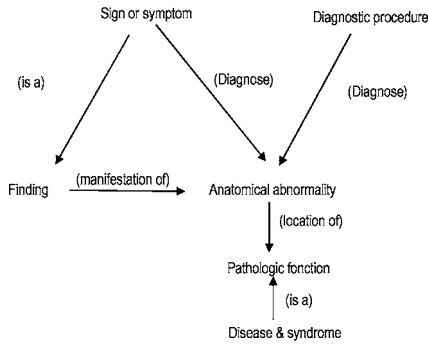 Sign or symptom
Diagnostic procedure
(is a)
(Diagnose)
(Diagnose)
Finding
(manifestation of)
Anatomical abnormality
(location of)
Pathologic fonction
(is a)
Disease & syndrome